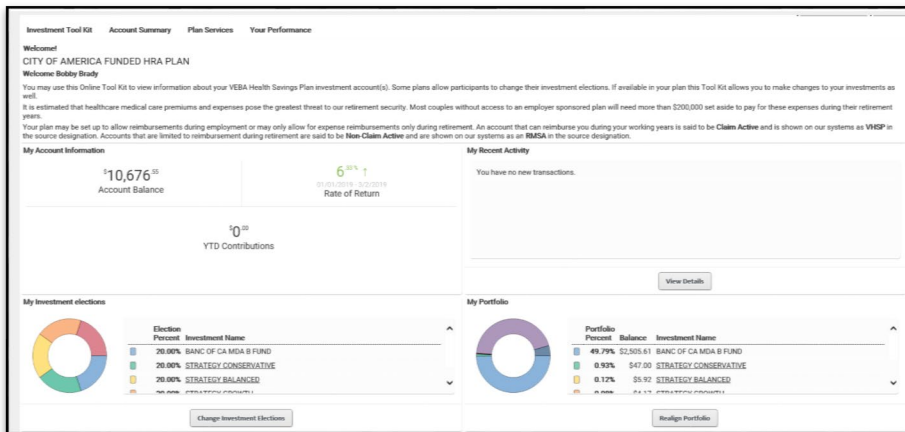 Investment Tool Kit Account Summary Plan Services Your Performance
Welcome!
CITY OF AMERICA FUNDED HRA PLAN
Welcome Bobby Brady
You may use this Online Tool Kit to view information about your VEBA Health Savings Plan investment account(s). Some plans allow participants to change their investment elections. If available in your plan this Tool Kit allows you to make changes to your investments as
well.
It is estimated that healthcare medical care premiums and expenses pose the greatest threat to our retirement security. Most couples without access to an employer sponsored plan will need more than $200,000 set aside to pay for these expenses during their retirement
years.
Your plan may be set up to allow reimbursements during employment or may only allow for expense reimbursements only during retirement. An account that can reimburse you during your working years is said to be Claim Active and is shown on our systems as VHSP in
the source designation. Accounts that are limited to reimbursement during retirement are said to be Non-Claim Active and are shown on our systems as an RMSA in the source designation.
My Account Information
$10,676.55
Account Balance
6
01/01/2019 - 3/2/2019
Rate of Return
$0.00
YTD Contributions
My Recent Activity
You have no new transactions.
View Details
My Investment elections
Election
Percent Investment Name
20.00% BANC OF CA MDA B FUND
20.00% STRATEGY CONSERVATIVE
20.00% STRATEGY BALANCED
20.00% STRATEGY GROWTH
Change Investment Elections
My Portfolio
Portfolio
Percent Balance Investment Name
49.79% $2,505.61 BANC OF CA MDA B FUND
0.93% $47.00 STRATEGY CONSERVATIVE
0.12% $5.92 STRATEGY BALANCED
STRATEGY GROWTH
Realign Portfolio